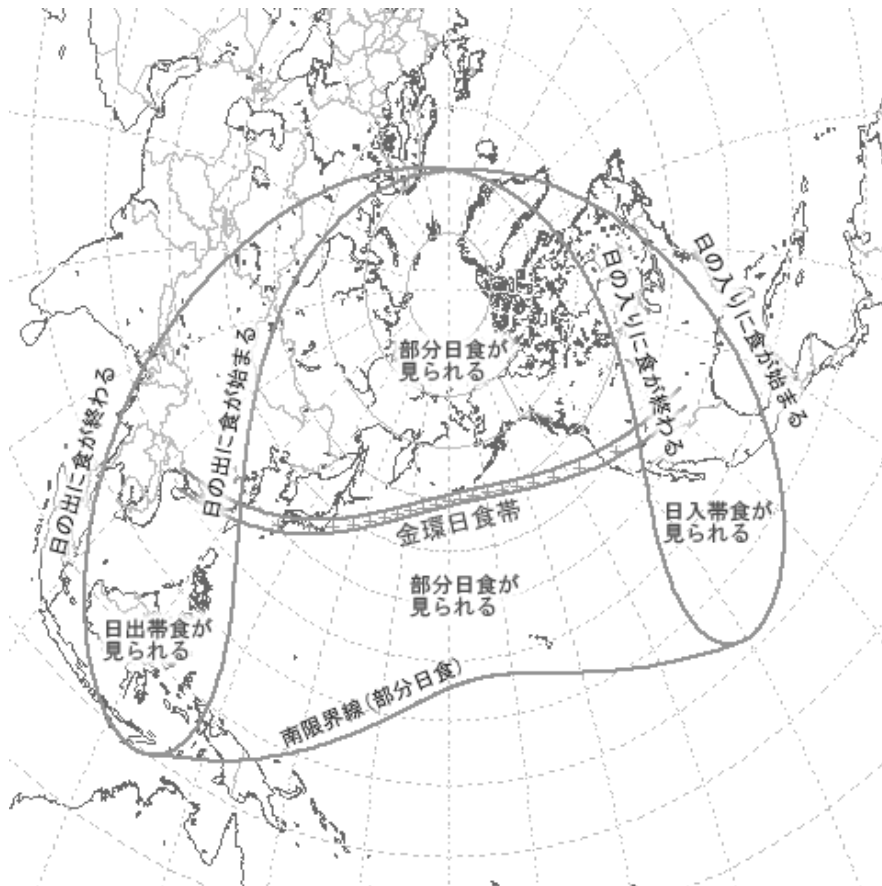 日の入りに食が始まる
日の入りに食が終わる
部分日食が
見られる
日の出に食が始まる
日の出に食が終わる
金環日食帯
日入帯食が
見られる
部分日食が
見られる
日出帯食が
見られる
南限界線(部分日食)